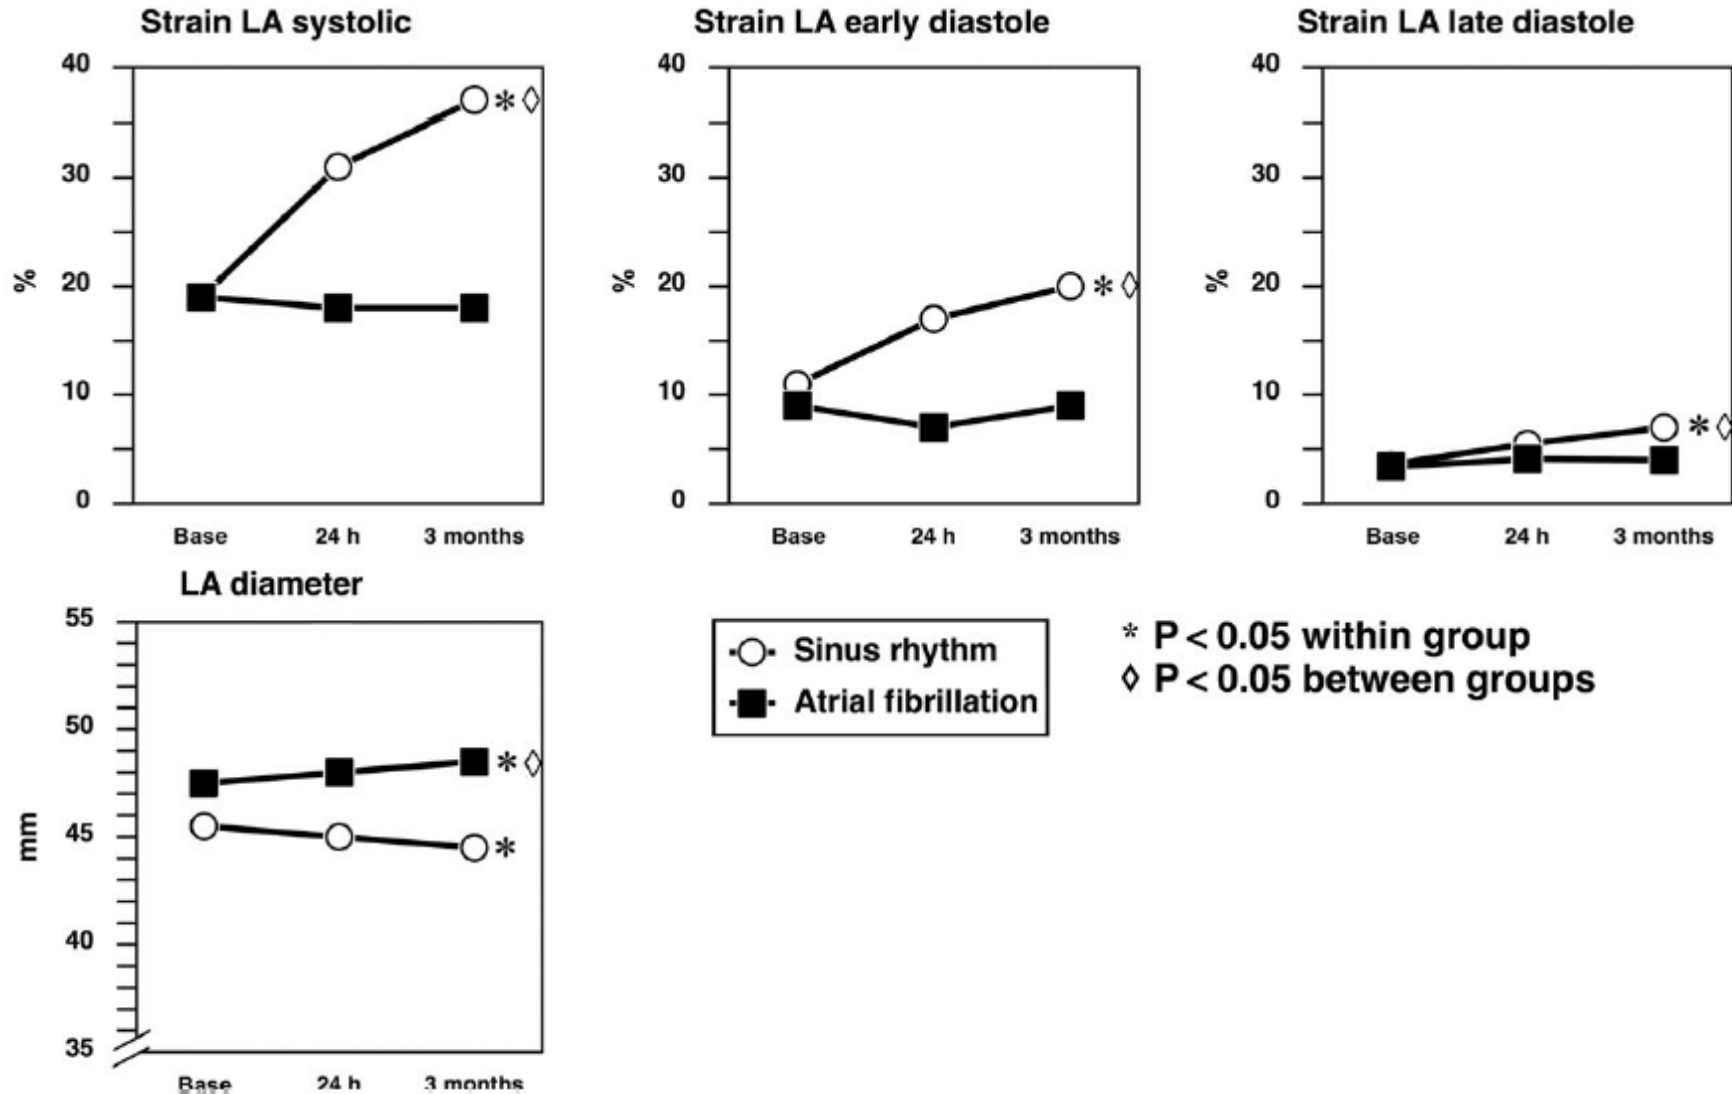 Strain LA systolic
40
30
20
10
0
%
Base 24 h 3 months
Strain LA early diastole
40
30
20
10
0
%
* ◊
Base 24 h 3 months
Strain LA late diastole
40
30
20
10
0
%
* ◊
Base 24 h 3 months
LA diameter
55
50
45
40
35
mm
* ◊
*
Base 24 h 3 months
Sinus rhythm
Atrial fibrillation
* P < 0.05 within group
◊ P < 0.05 between groups